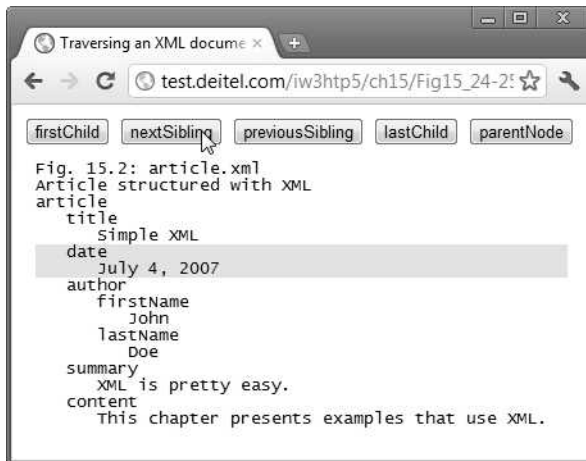 Traversing an XML docume ×
test.deitel.com/iw3htp5/ch15/Fig15_24-25
firstChild nextSibling previousSibling lastChild parentNode
Fig. 15.2: article.xml
Article structured with XML
article
title
Simple XML
date
July 4, 2007
author
firstName
John
lastName
Doe
summary
XML is pretty easy.
content
This chapter presents examples that use XML.